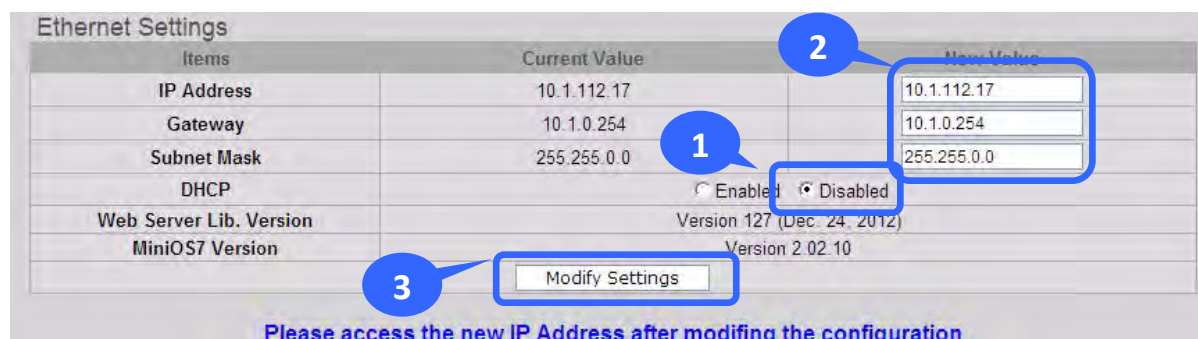 Ethernet Settings
Items Current Value New Value
2
IP Address 10.1.112.17 10.1.112.17
Gateway 10.1.0.254 10.1.0.254
Subnet Mask 255.255.0.0 255.255.0.0
1
DHCP Enabled Disabled
Web Server Lib. Version Version 127 (Dec. 24, 2012)
MiniOS7 Version Version 2.02.10
3
Modify Settings
Please access the new IP Address after modifing the configuration